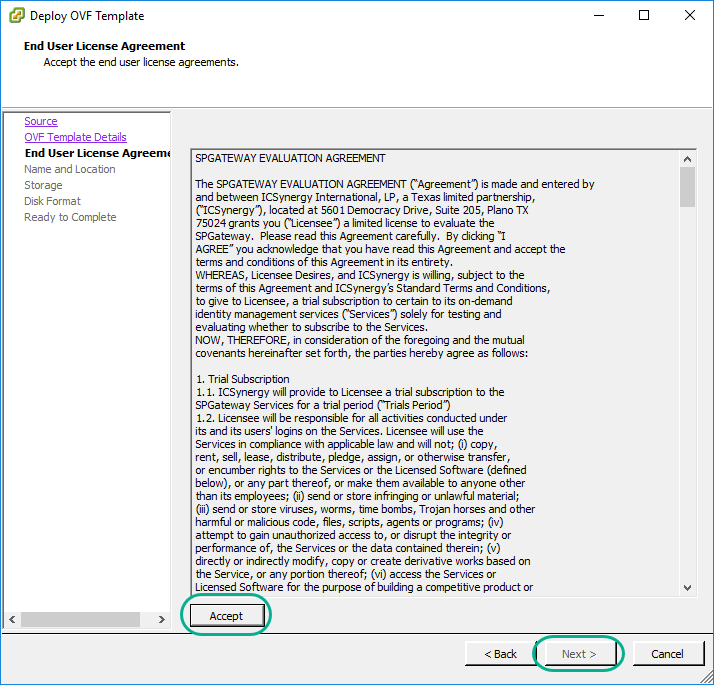 Deploy OVF Template
End User License Agreement
Accept the end user license agreements.
Source
OVF Template Details
End User License Agreeme
Name and Location
Storage
Disk Format
Ready to Complete
SPGATEWAY EVALUATION AGREEMENT
The SPGATEWAY EVALUATION AGREEMENT ("Agreement") is made and entered by
and between ICSynergy International, LP, a Texas limited partnership,
("ICSynergy"), located at 5601 Democracy Drive, Suite 205, Plano TX
75024 grants you ("Licensee") a limited license to evaluate the
SPGateway.  Please read this Agreement carefully.  By clicking "I
AGREE" you acknowledge that you have read this Agreement and accept the
terms and conditions of this Agreement in its entirety.
WHEREAS, Licensee Desires, and ICSynergy is willing, subject to the
terms of this Agreement and ICSynergy's Standard Terms and Conditions,
to give to Licensee, a trial subscription to certain to its on-demand
identity management services ("Services") solely for testing and
evaluating whether to subscribe to the Services.
NOW, THEREFORE, in consideration of the foregoing and the mutual
covenants hereinafter set forth, the parties hereby agree as follows:
1. Trial Subscription
1.1. ICSynergy will provide to Licensee a trial subscription to the
SPGateway Services for a trial period ("Trials Period")
1.2. Licensee will be responsible for all activities conducted under
its and its users' logins on the Services. Licensee will use the
Services in compliance with applicable law and will not; (i) copy,
rent, sell, lease, distribute, pledge, assign, or otherwise transfer,
or encumber rights to the Services or the Licensed Software (defined
below), or any part thereof, or make them available to anyone other
than its employees; (ii) send or store infringing or unlawful material;
(iii) send or store viruses, worms, time bombs, Trojan horses and other
harmful or malicious code, files, scripts, agents or programs; (iv)
attempt to gain unauthorized access to, or disrupt the integrity or
performance of, the Services or the data contained therein; (v)
directly or indirectly modify, copy or create derivative works based on
the Service, or any portion thereof; (vi) access the Services or
Licensed Software for the purpose of building a competitive product or
Accept
< Back
Next >
Cancel